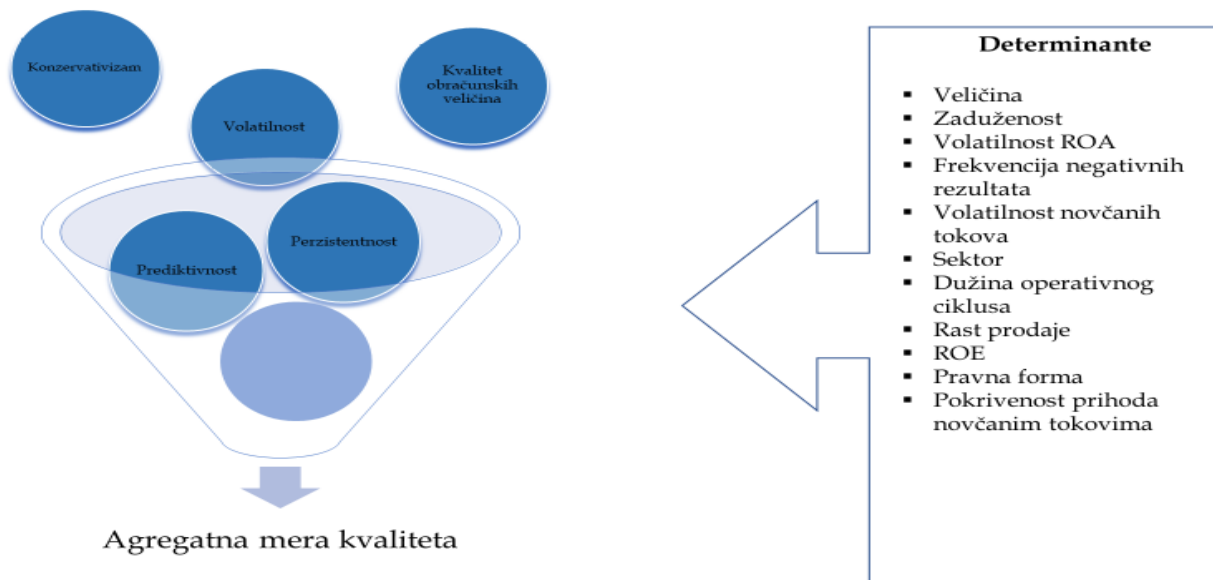 Konzervativizam
Volatilnost
Kvalitet
obračunskih
veličina
Prediktivnost
Perzistentnost
Agregatna mera kvaliteta
Determinante
▪ Veličina
▪ Zaduženost
▪ Volatilnost ROA
▪ Frekvencija negativnih
rezultata
▪ Volatilnost novčanih
tokova
▪ Sektor
▪ Dužina operativnog
ciklusa
▪ Rast prodaje
▪ ROE
▪ Pravna forma
▪ Pokrivenost prihoda
novčanim tokovima